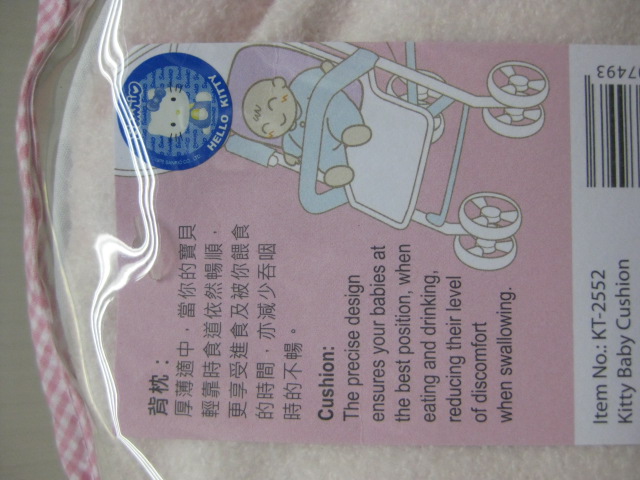 Sanrio
HELLO KITTY
背枕：
厚薄適中，當你的寶貝
輕靠時食道依然暢順，
更享受進食及被你餵食
的時間，亦減少吞咽
時的不暢。
Cushion:
The precise design
ensures your babies at
the best position, when
eating and drinking,
reducing their level
of discomfort
when swallowing.
Item No.: KT-2552
Kitty Baby Cushion
7493